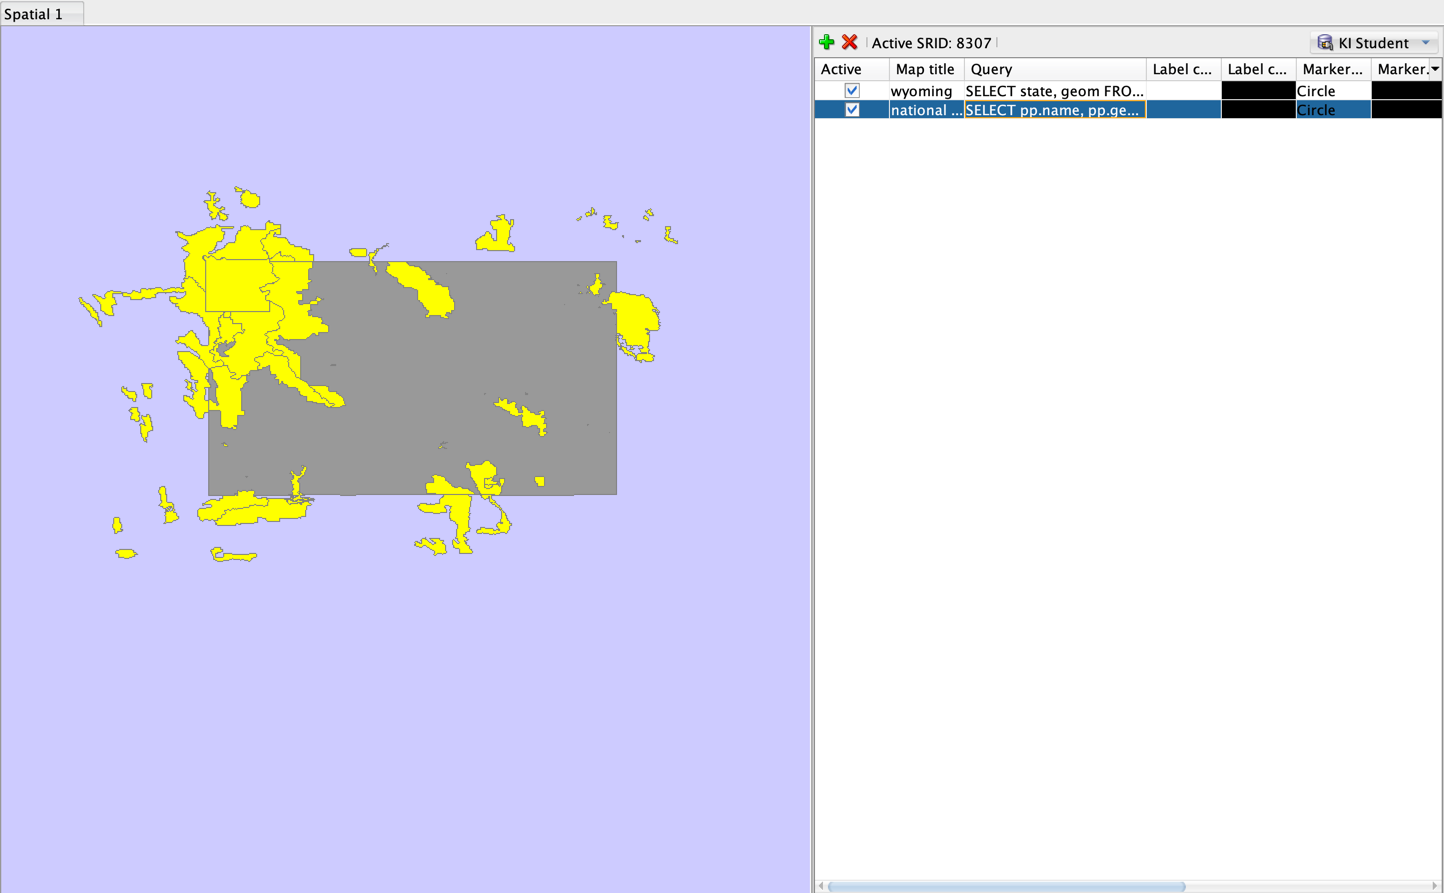 Spatial 1
Active SRID: 8307
KI Student
Active Map title Query Label c... Label c... Marker... Marker.
wyoming SELECT state, geom FRO... Circle
national ... SELECT pp.name, pp.ge... Circle